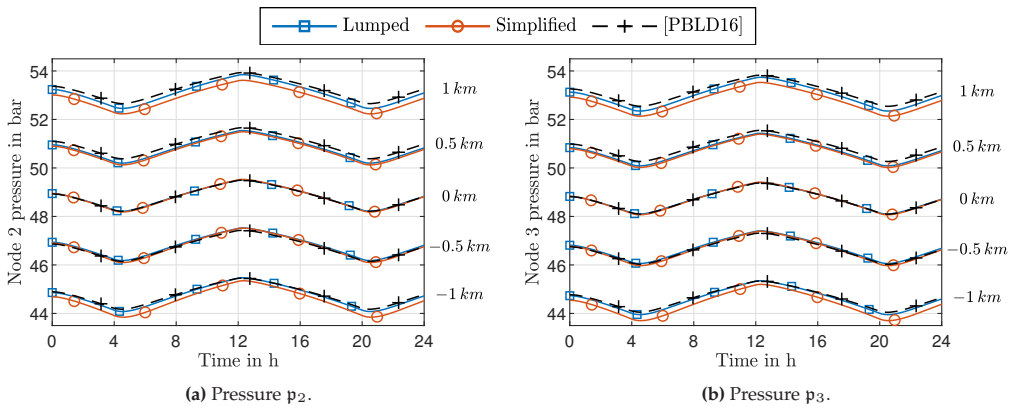 Lumped Simplified [PBLD16]
Node 2 pressure in bar
54
52
50
48
46
44
0 4 8 12 16 20 24
Time in h
1 km
0.5 km
0 km
−0.5 km
−1 km
(a) Pressure p₂.
Node 3 pressure in bar
54
52
50
48
46
44
0 4 8 12 16 20 24
Time in h
1 km
0.5 km
0 km
−0.5 km
−1 km
(b) Pressure p₃.